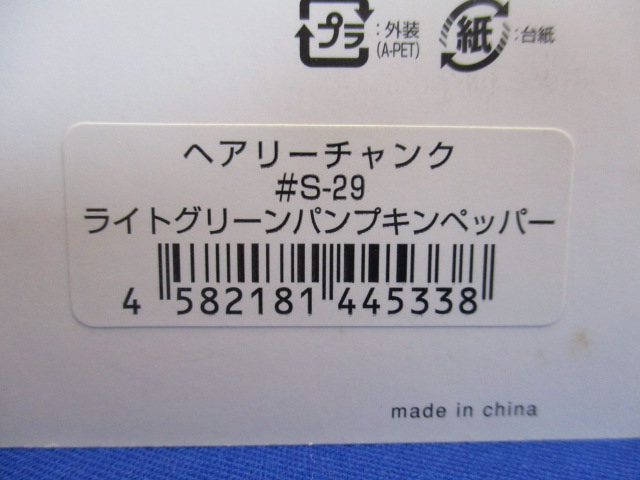 プラ
:外装
(A-PET)
紙
:台紙
ヘアリーチャンク
#S-29
ライトグリーンパンプキンペッパー
4 582181 445338
made in china